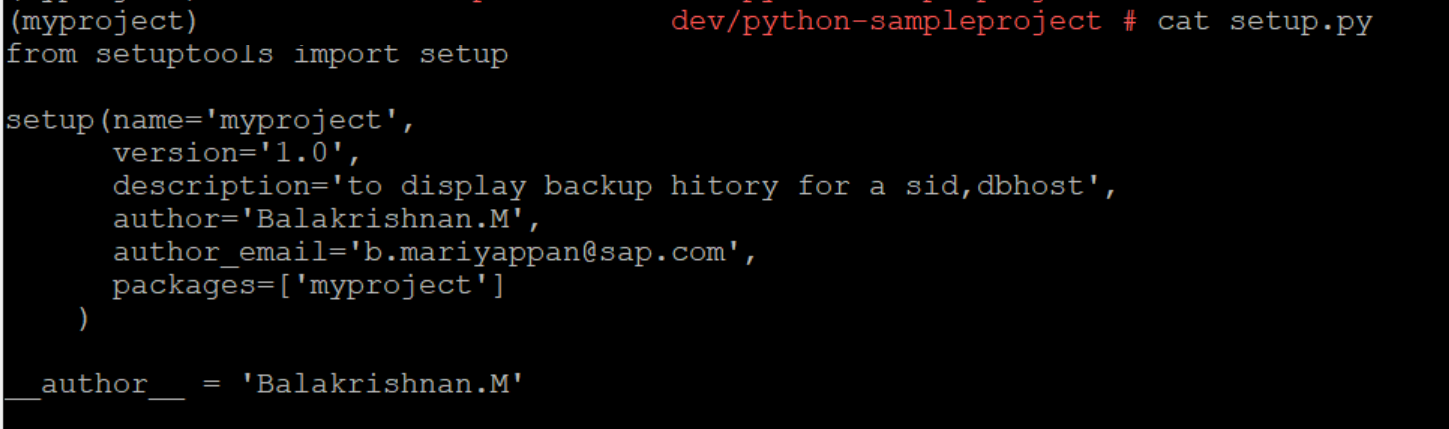 (myproject) dev/python-sampleproject # cat setup.py
from setuptools import setup
setup(name='myproject',
version='1.0',
description='to display backup hitory for a sid,dbhost',
author='Balakrishnan.M',
author_email='b.mariyappan@sap.com',
packages=['myproject']
)
__author__ = 'Balakrishnan.M'